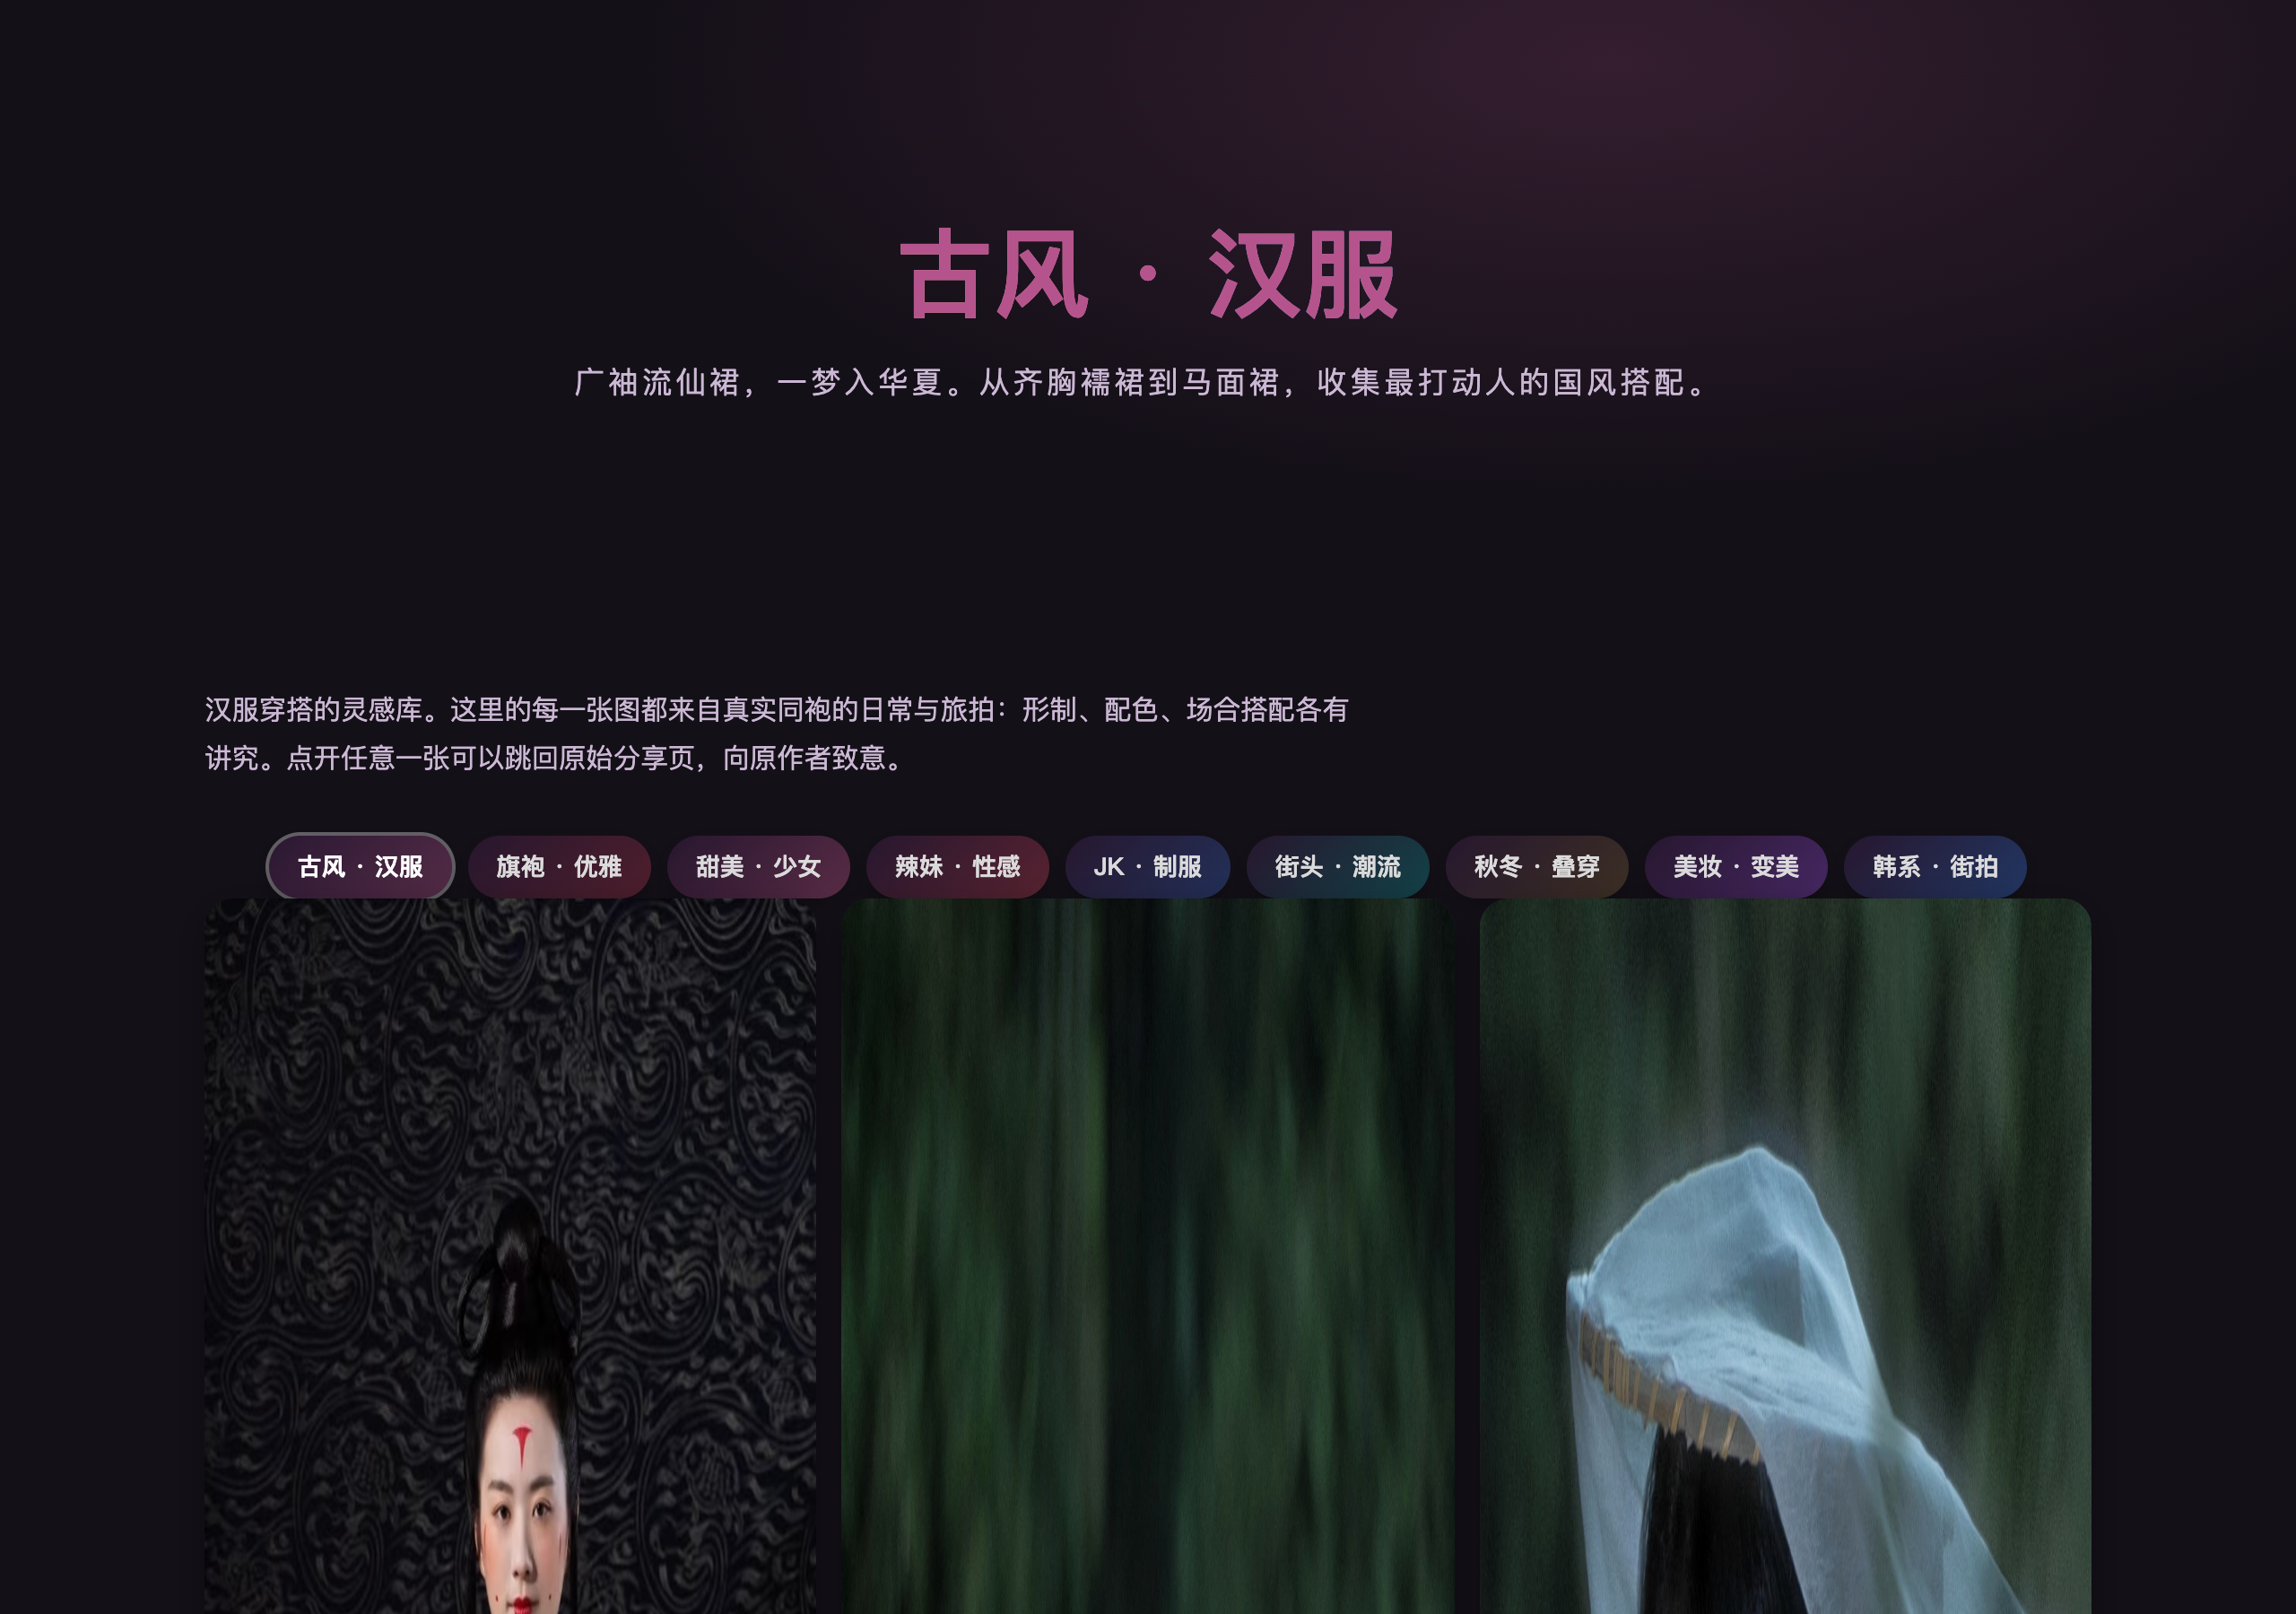 古风 · 汉服
广袖流仙裙，一梦入华夏。从齐胸襦裙到马面裙，收集最打动人的国风搭配。
汉服穿搭的灵感库。这里的每一张图都来自真实同袍的日常与旅拍：形制、配色、场合搭配各有
讲究。点开任意一张可以跳回原始分享页，向原作者致意。
古风 · 汉服
旗袍 · 优雅
甜美 · 少女
辣妹 · 性感
JK · 制服
街头 · 潮流
秋冬 · 叠穿
美妆 · 变美
韩系 · 街拍